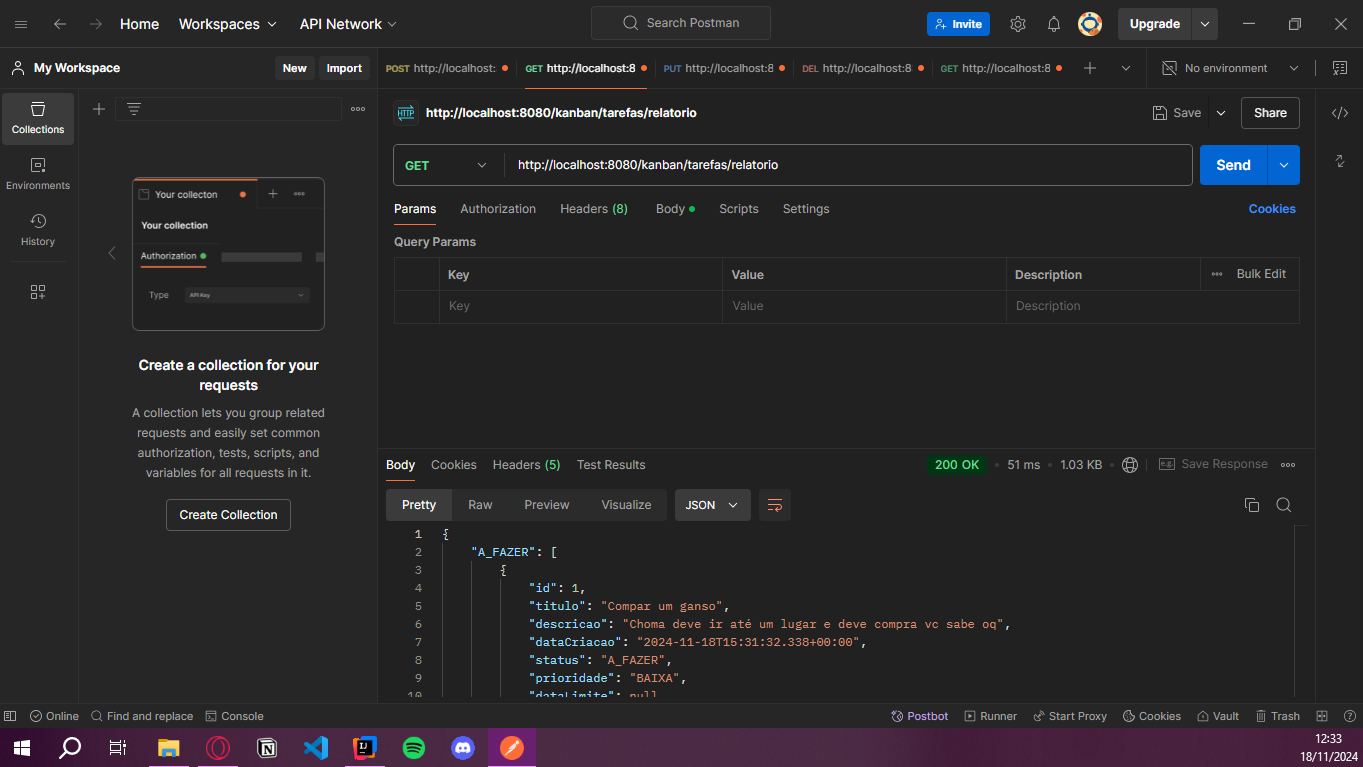 Home Workspaces API Network Search Postman Invite Upgrade
My Workspace New Import POST http://localhost: GET http://localhost:8 PUT http://localhost:8 DEL http://localhost:8 GET http://localhost:8 No environment
Collections
Environments
History
Your collecton
Your collection
Authorization
Type API Key
Create a collection for your
requests
A collection lets you group related
requests and easily set common
authorization, tests, scripts, and
variables for all requests in it.
Create Collection
HTTP http://localhost:8080/kanban/tarefas/relatorio Save Share
GET http://localhost:8080/kanban/tarefas/relatorio Send
Params Authorization Headers (8) Body Scripts Settings Cookies
Query Params
Key Value Description Bulk Edit
Key Value Description
Body Cookies Headers (5) Test Results 200 OK 51 ms 1.03 KB e.g. Save Response
Pretty Raw Preview Visualize JSON
1 {
2 "A_FAZER": [
3 {
4 "id": 1,
5 "titulo": "Compar um ganso",
6 "descricao": "Choma deve ir até um lugar e deve compra vc sabe oq",
7 "dataCriacao": "2024-11-18T15:31:32.338+00:00",
8 "status": "A_FAZER",
9 "prioridade": "BAIXA",
10 "dataLimite": null
Online Find and replace Console Postbot Runner Start Proxy Cookies Vault Trash
12:33
18/11/2024